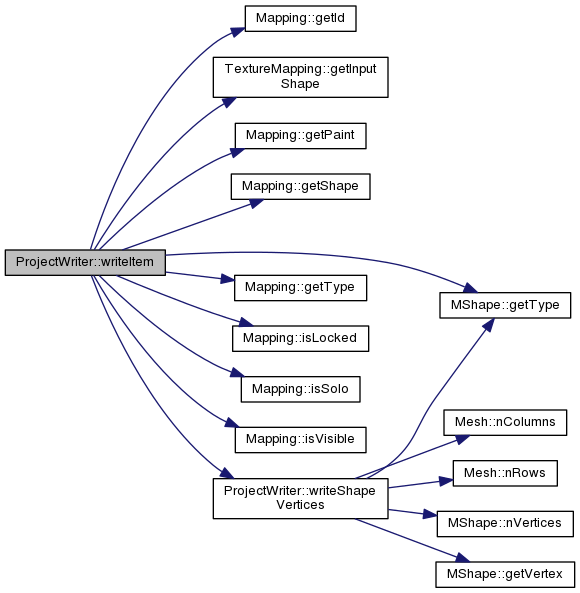 Mapping::getId
TextureMapping::getInput
Shape
Mapping::getPaint
Mapping::getShape
ProjectWriter::writeItem
Mapping::getType
MShape::getType
Mapping::isLocked
Mapping::isSolo
Mapping::isVisible
Mesh::nColumns
Mesh::nRows
ProjectWriter::writeShape
Vertices
MShape::nVertices
MShape::getVertex